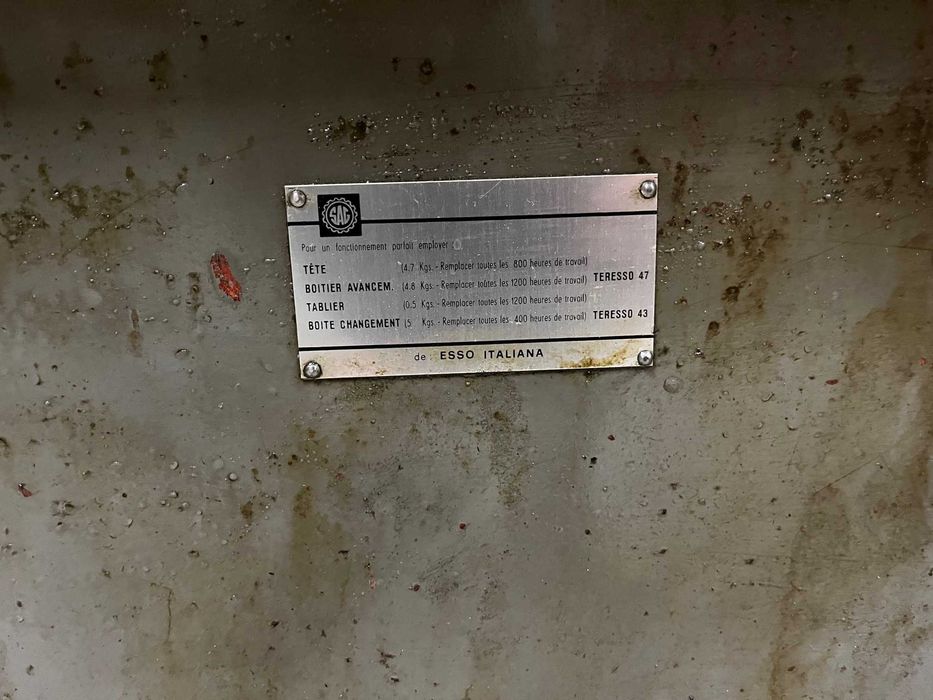 SAG
Pour un fonctionnement parfait employer :
TÊTE (4.7 Kgs. - Remplacer toutes les 800 heures de travail)
BOITIER AVANCEM. (4.8 Kgs. - Remplacer toutes les 1200 heures de travail) TERESSO 47
TABLIER (0.5 Kgs. - Remplacer toutes les 1200 heures de travail)
BOITE CHANGEMENT (5 Kgs. - Remplacer toutes les 400 heures de travail) TERESSO 43
de : ESSO ITALIANA